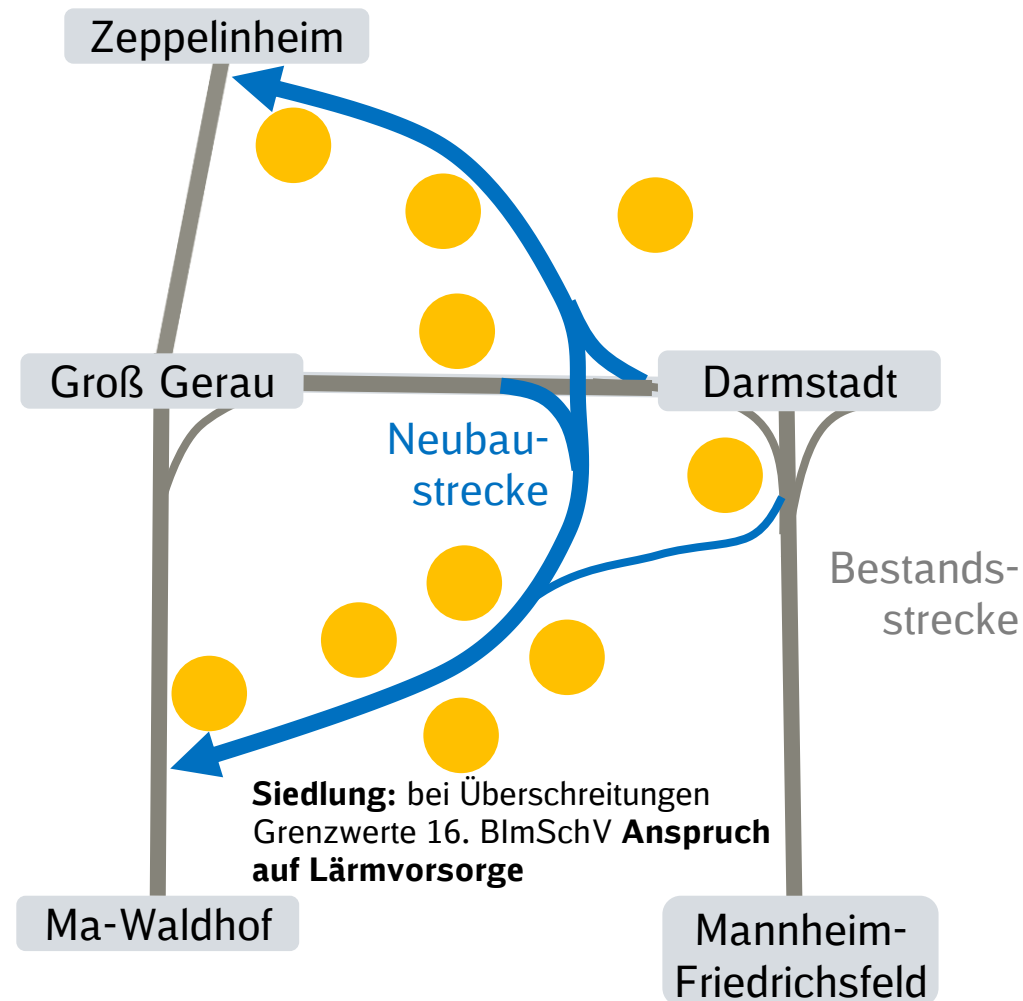 Zeppelinheim
Groß Gerau
Darmstadt
Neubau-
strecke
Bestands-
strecke
Siedlung: bei Überschreitungen
Grenzwerte 16. BImSchV Anspruch
auf Lärmvorsorge
Ma-Waldhof
Mannheim-
Friedrichsfeld